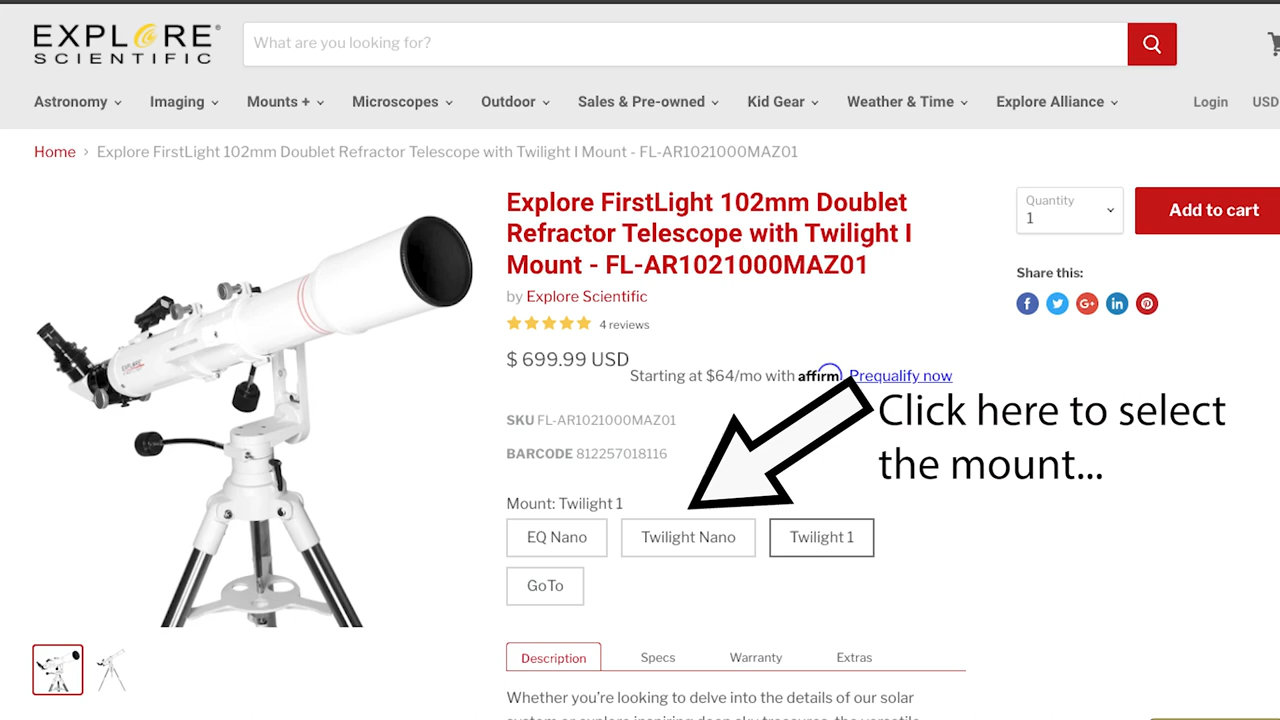 EXPLORE®
SCIENTIFIC
What are you looking for?
Astronomy
Imaging
Mounts +
Microscopes
Outdoor
Sales & Pre-owned
Kid Gear
Weather & Time
Explore Alliance
Login
USD
Home › Explore FirstLight 102mm Doublet Refractor Telescope with Twilight I Mount - FL-AR1021000MAZ01
Explore FirstLight 102mm Doublet
Refractor Telescope with Twilight I
Mount - FL-AR1021000MAZ01
by Explore Scientific
4 reviews
$ 699.99 USD
Starting at $64/mo with affirm Prequalify now
SKU FL-AR1021000MAZ01
BARCODE 812257018116
Click here to select
the mount...
Mount: Twilight 1
EQ Nano
Twilight Nano
Twilight 1
GoTo
Quantity
1
Add to cart
Share this:
Description
Specs
Warranty
Extras
Whether you're looking to delve into the details of our solar